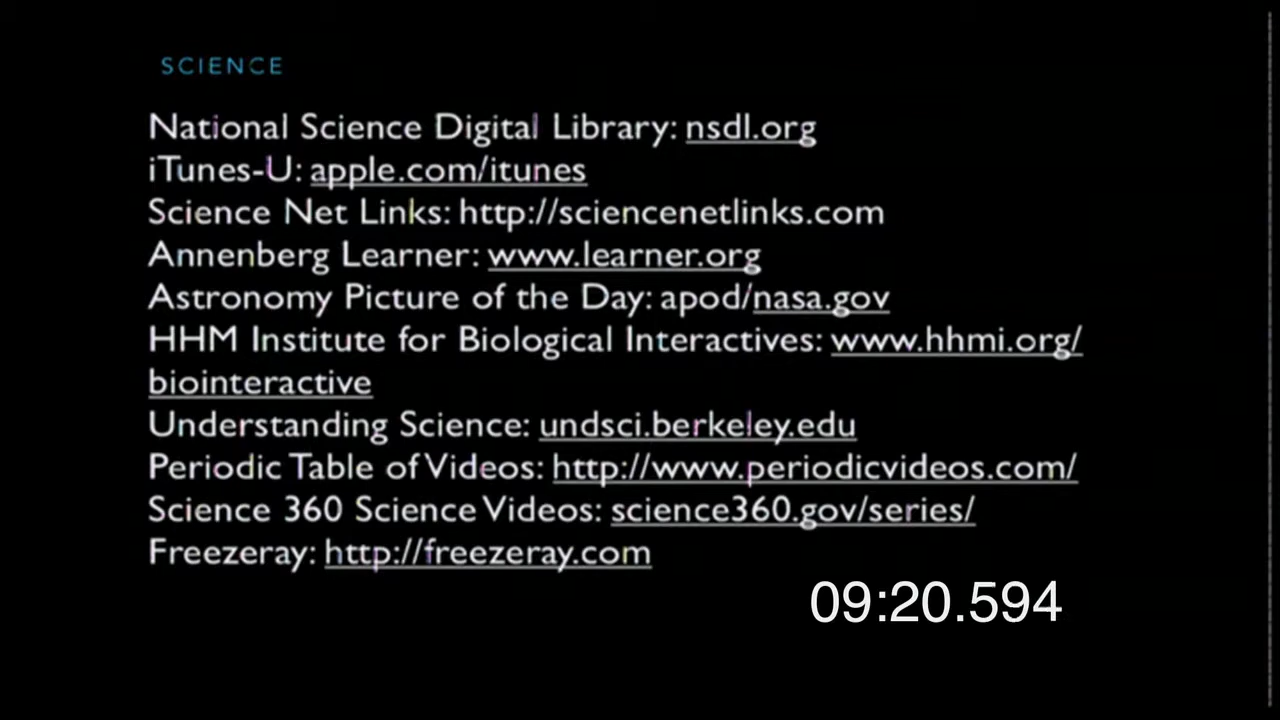 SCIENCE
National Science Digital Library: nsdl.org
iTunes-U: apple.com/itunes
Science Net Links: http://sciencenetlinks.com
Annenberg Learner: www.learner.org
Astronomy Picture of the Day: apod/nasa.gov
HHM Institute for Biological Interactives: www.hhmi.org/
biointeractive
Understanding Science: undsci.berkeley.edu
Periodic Table of Videos: http://www.periodicvideos.com/
Science 360 Science Videos: science360.gov/series/
Freezeray: http://freezeray.com
09:20.594